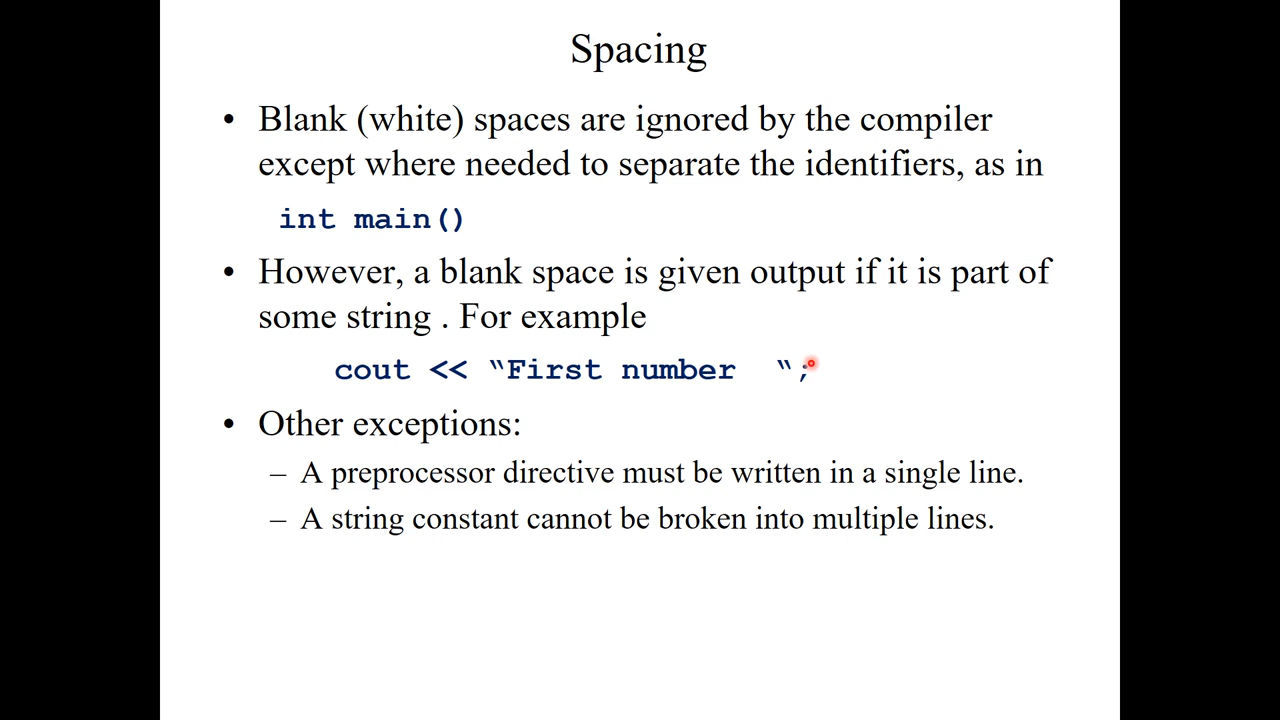 Spacing
• Blank (white) spaces are ignored by the compiler
except where needed to separate the identifiers, as in
int main()
• However, a blank space is given output if it is part of
some string . For example
cout << “First number  “;
• Other exceptions:
– A preprocessor directive must be written in a single line.
– A string constant cannot be broken into multiple lines.